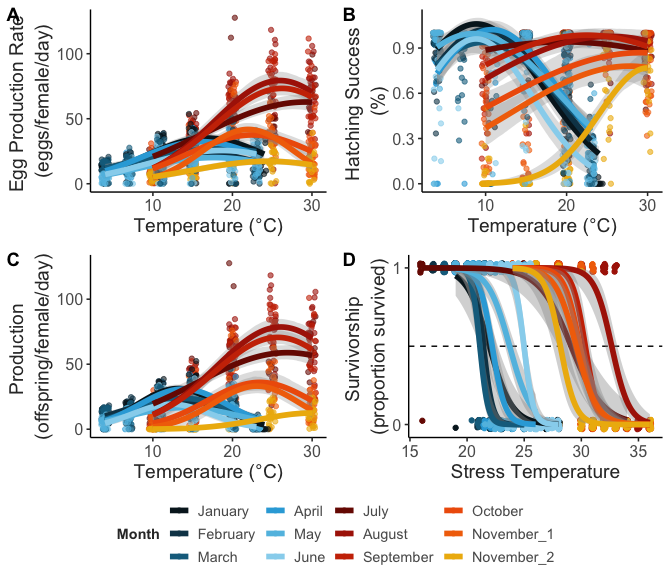 A
Egg Production Rate
(eggs/female/day)
100
50
0
10
20
30
Temperature (°C)
B
Hatching Success
(%)
0.9
0.6
0.3
0.0
10
20
30
Temperature (°C)
C
Production
(offspring/female/day)
100
50
0
10
20
30
Temperature (°C)
D
Survivorship
(proportion survived)
1
0
15
20
25
30
35
Stress Temperature
Month
January
April
July
October
February
May
August
November_1
March
June
September
November_2